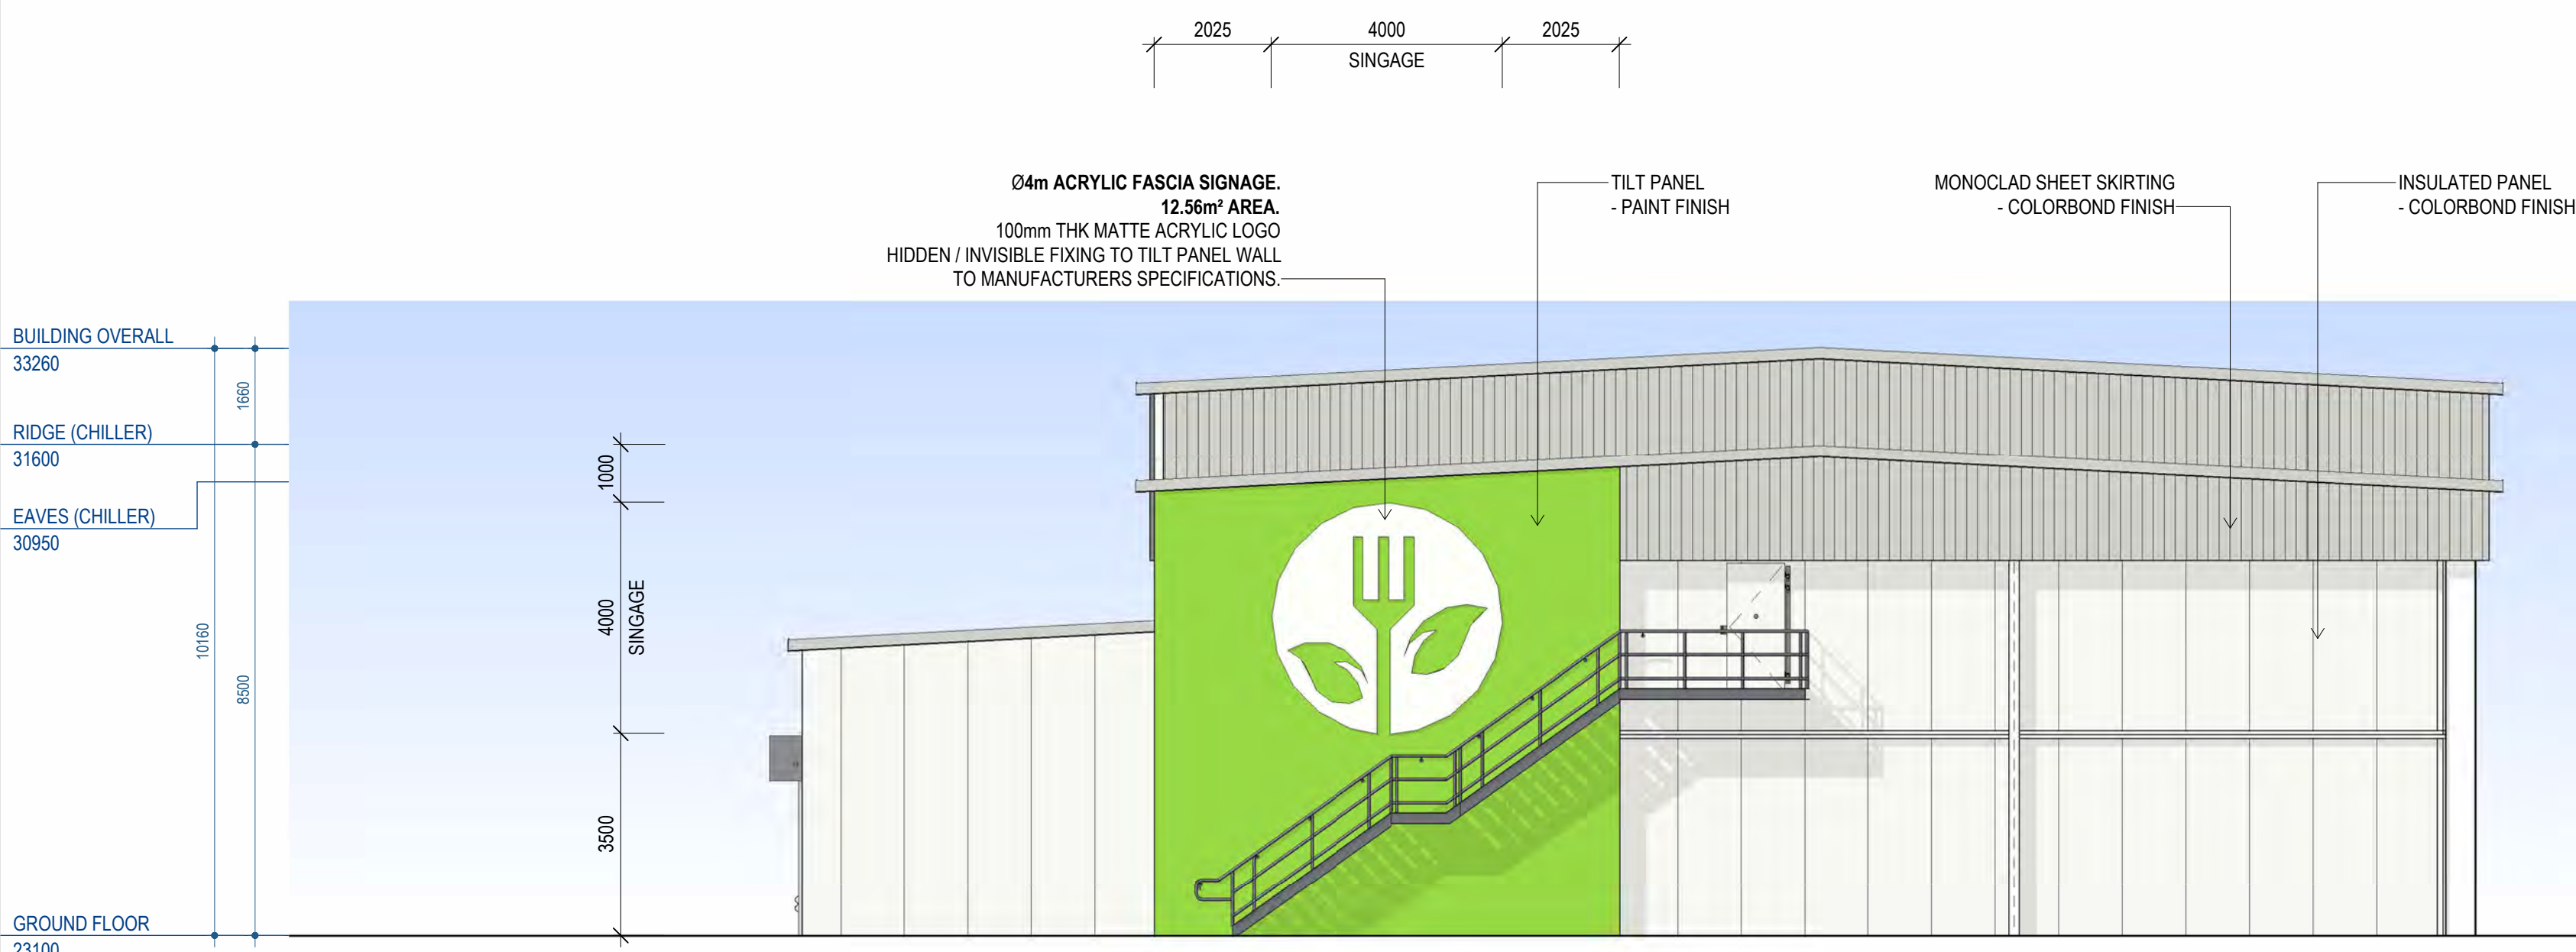 2025
4000
2025
SINGAGE
Ø4m ACRYLIC FASCIA SIGNAGE.
12.56m² AREA.
100mm THK MATTE ACRYLIC LOGO
HIDDEN / INVISIBLE FIXING TO TILT PANEL WALL
TO MANUFACTURERS SPECIFICATIONS.
TILT PANEL
- PAINT FINISH
MONOCLAD SHEET SKIRTING
- COLORBOND FINISH
INSULATED PANEL
- COLORBOND FINISH
BUILDING OVERALL
33260
1660
RIDGE (CHILLER)
31600
1000
EAVES (CHILLER)
30950
4000
SINGAGE
10160
8500
3500
GROUND FLOOR
23100